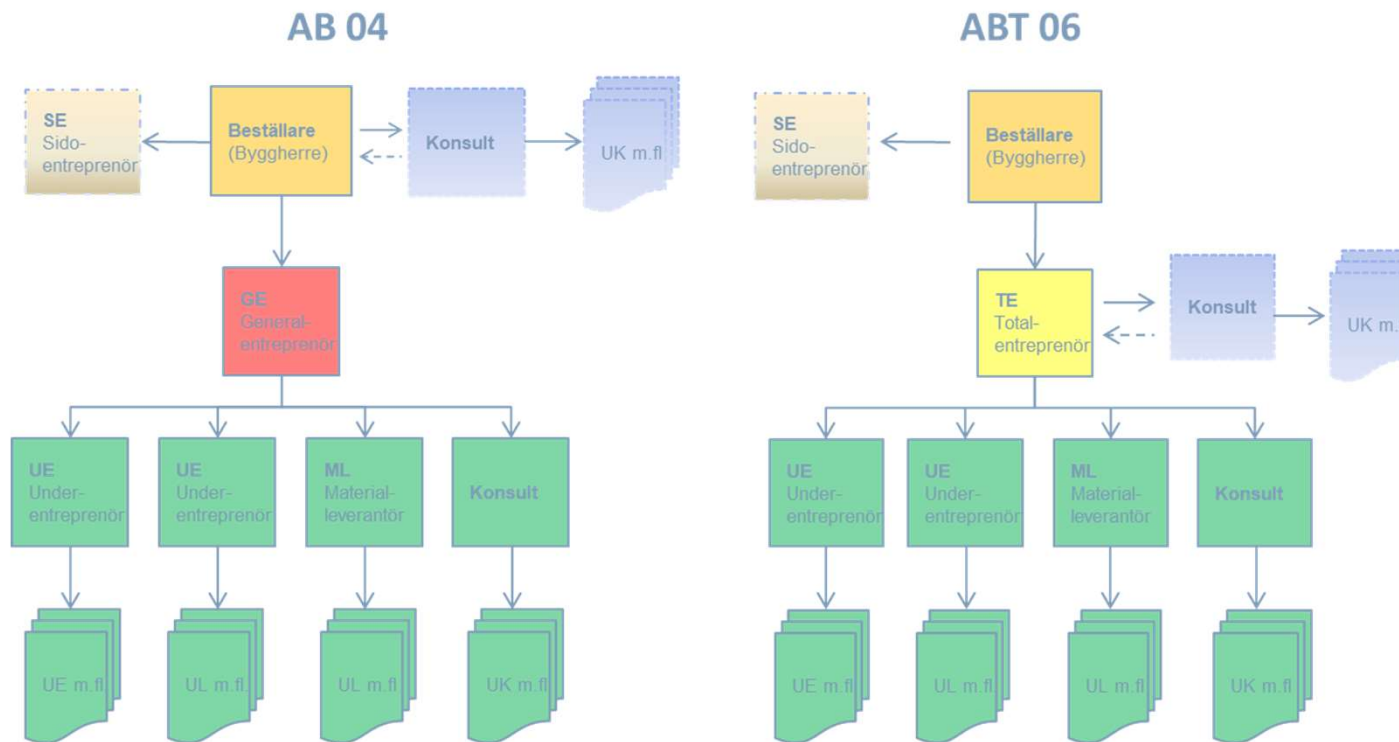 AB 04
SE
Sido-
entreprenör
Beställare
(Byggherre)
Konsult
UK m.fl
GE
General-
entreprenör
UE
Under-
entreprenör
UE
Under-
entreprenör
ML
Material-
leverantör
Konsult
UE m.fl
UL m.fl
UL m.fl
UK m.fl
ABT 06
SE
Sido-
entreprenör
Beställare
(Byggherre)
TE
Total-
entreprenör
Konsult
UK m.
UE
Under-
entreprenör
UE
Under-
entreprenör
ML
Material-
leverantör
Konsult
UE m.fl
UL m.fl
UL m.fl
UK m.fl